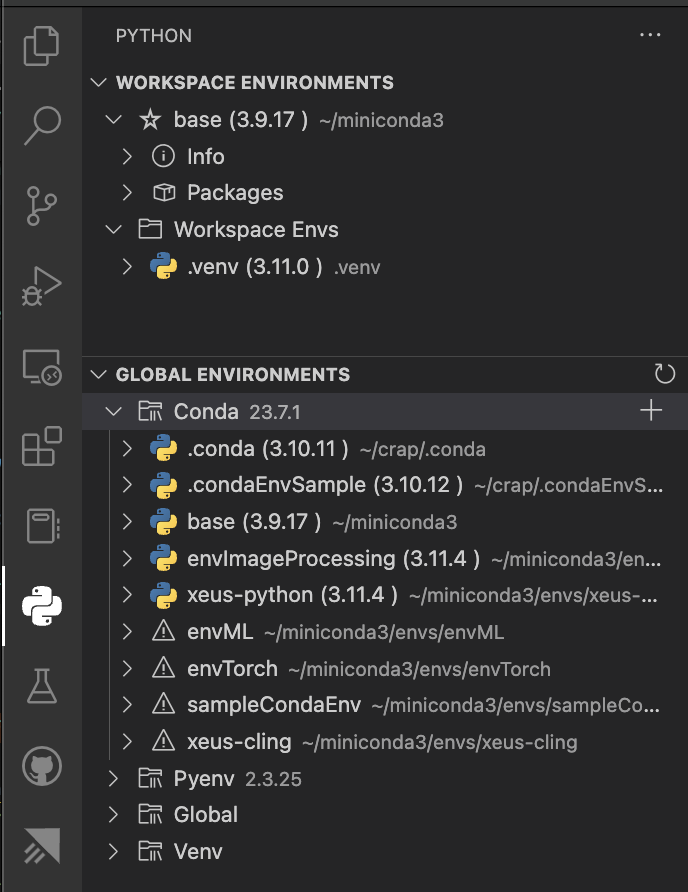 PYTHON
WORKSPACE ENVIRONMENTS
base (3.9.17 ) ~/miniconda3
Info
Packages
Workspace Envs
.venv (3.11.0 ) .venv
GLOBAL ENVIRONMENTS
Conda 23.7.1
.conda (3.10.11 ) ~/crap/.conda
.condaEnvSample (3.10.12 ) ~/crap/.condaEnvS...
base (3.9.17 ) ~/miniconda3
envImageProcessing (3.11.4 ) ~/miniconda3/en...
xeus-python (3.11.4 ) ~/miniconda3/envs/xeus-...
envML ~/miniconda3/envs/envML
envTorch ~/miniconda3/envs/envTorch
sampleCondaEnv ~/miniconda3/envs/sampleCo...
xeus-cling ~/miniconda3/envs/xeus-cling
Pyenv 2.3.25
Global
Venv